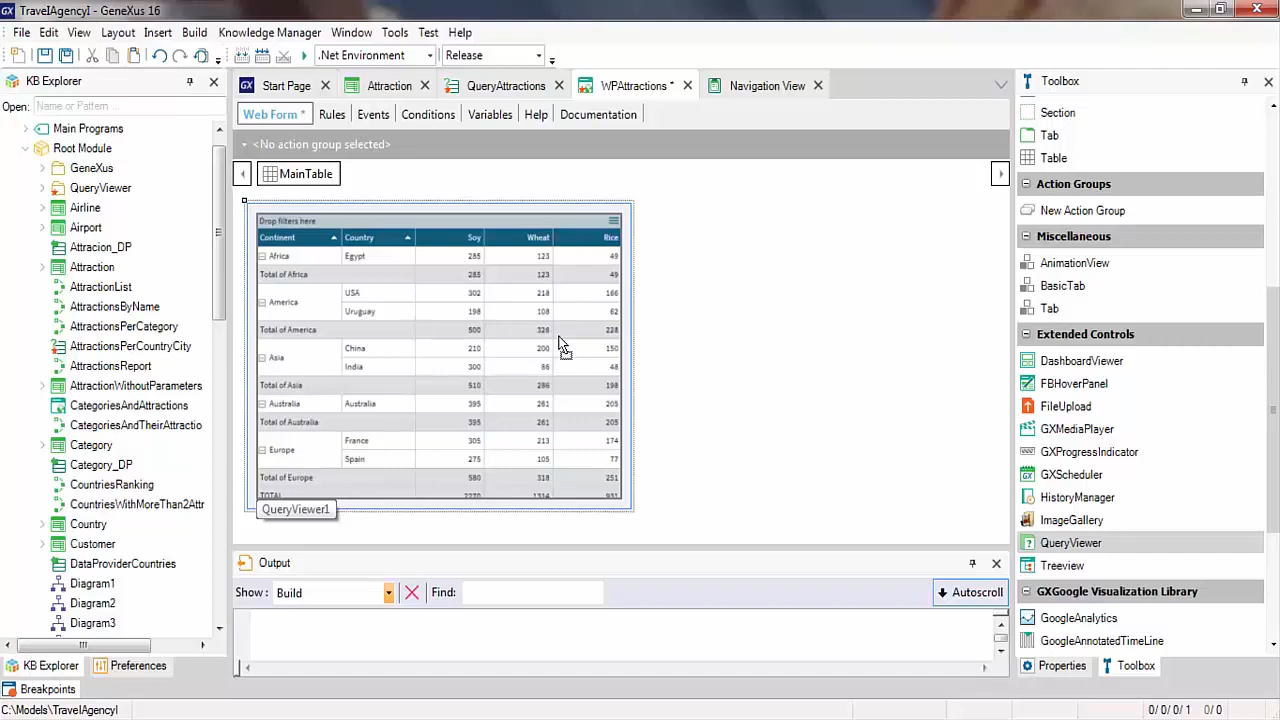 TravelAgencyI - GeneXus 16
File Edit View Layout Insert Build Knowledge Manager Window Tools Test Help
.Net Environment Release
KB Explorer
Open: Name or Pattern ...
Main Programs
Root Module
GeneXus
QueryViewer
Airline
Airport
Attracion_DP
Attraction
AttractionList
AttractionsByName
AttractionsPerCategory
AttractionsPerCountryCity
AttractionsReport
AttractionWithoutParameters
CategoriesAndAttractions
CategoriesAndTheirAttractio
Category
Category_DP
CountriesRanking
CountriesWithMoreThan2Attr
Country
Customer
DataProviderCountries
Diagram1
Diagram2
Diagram3
KB Explorer Preferences
Breakpoints
C:\Models\TravelAgencyI
Start Page Attraction QueryAttractions WPAttractions * Navigation View
Web Form * Rules Events Conditions Variables Help Documentation
<No action group selected>
MainTable
Drop filters here
Continent Country Soy Wheat Rice
Africa Egypt 285 123 49
Total of Africa 285 123 49
America USA 302 218 166
Uruguay 198 108 62
Total of America 500 326 228
Asia China 210 200 150
India 300 86 48
Total of Asia 510 286 198
Australia Australia 395 261 205
Total of Australia 395 261 205
Europe France 305 213 174
Spain 275 105 77
Total of Europe 580 318 251
TOTAL 2270 1314 931
QueryViewer1
Output
Show : Build Find: Autoscroll
Toolbox
Section
Tab
Table
Action Groups
New Action Group
Miscellaneous
AnimationView
BasicTab
Tab
Extended Controls
DashboardViewer
FBHoverPanel
FileUpload
GXMediaPlayer
GXProgressIndicator
GXScheduler
HistoryManager
ImageGallery
QueryViewer
Treeview
GXGoogle Visualization Library
GoogleAnalytics
GoogleAnnotatedTimeLine
Properties Toolbox
0/ 0/ 0/ 1 0/ 0